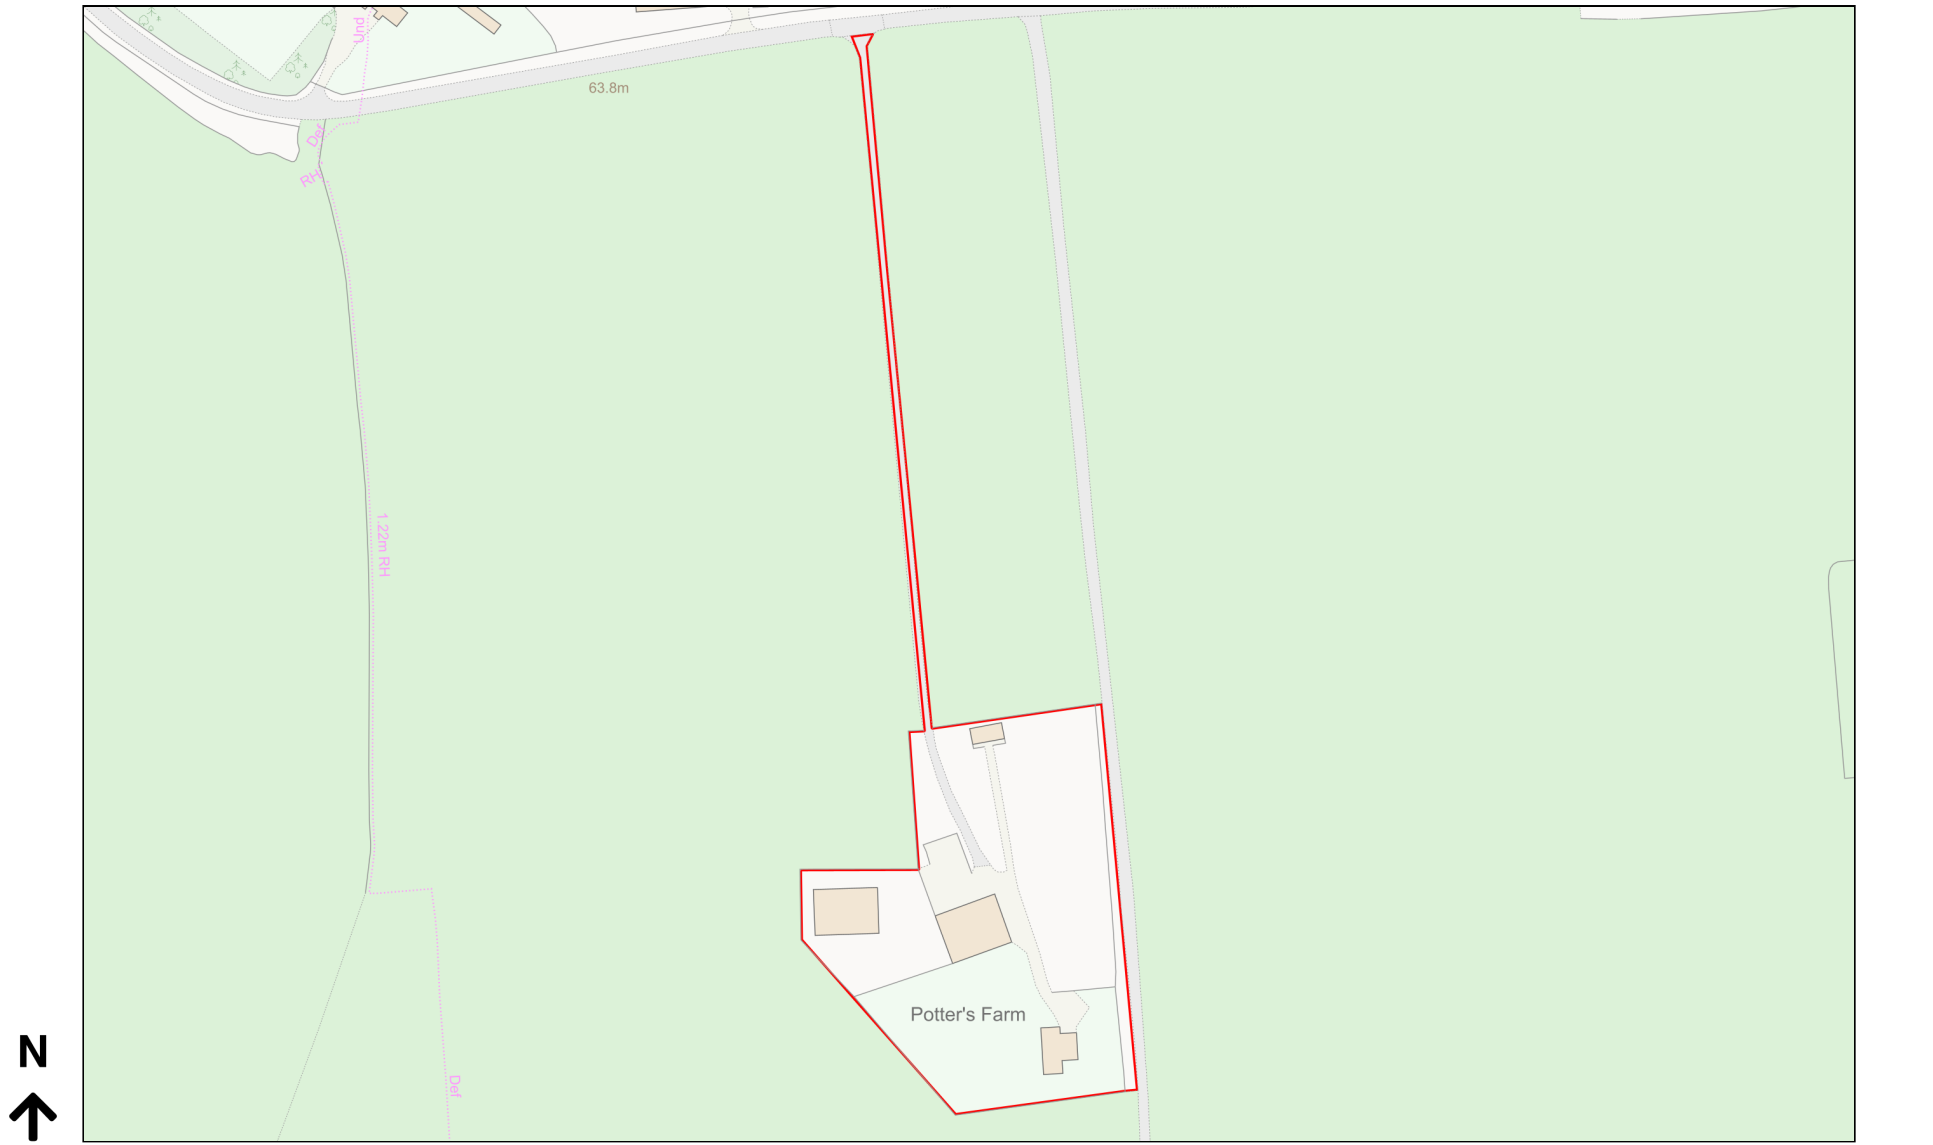 Und
63.8m
Def
RH
1.22m RH
Potter's Farm
N
Def